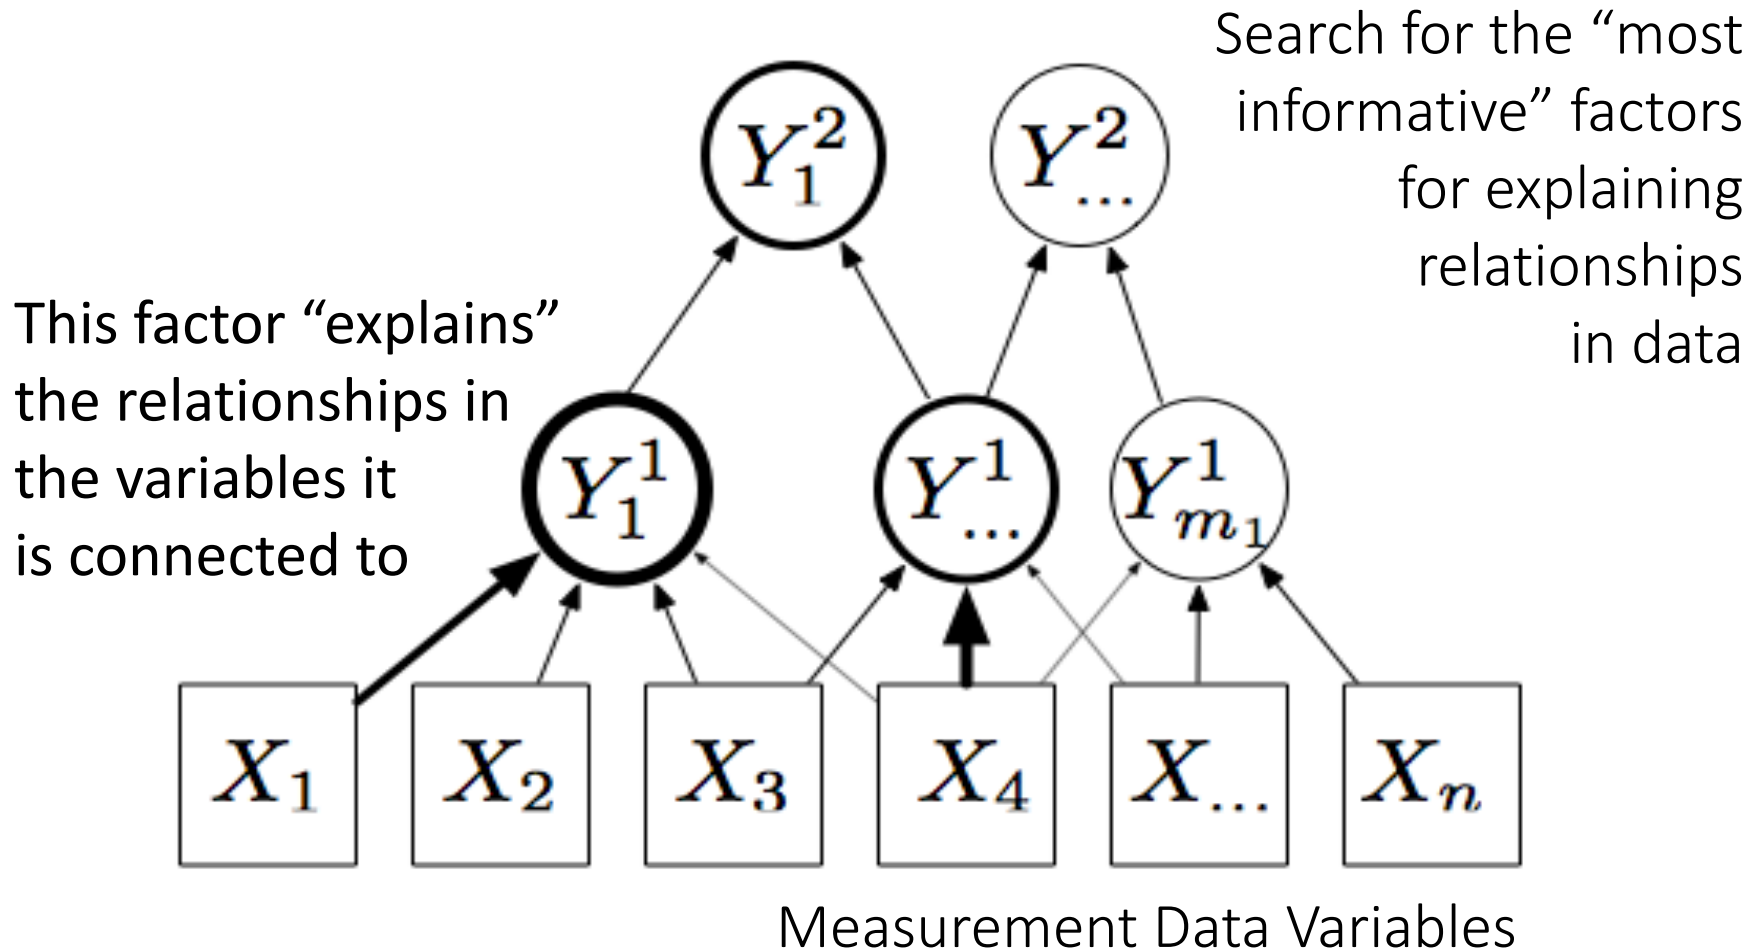 Search for the “most
informative” factors
for explaining
relationships
in data
Y_1^2
Y_{...}^2
This factor “explains”
the relationships in
the variables it
is connected to
Y_1^1
Y_{...}^1
Y_{m_1}^1
X_1
X_2
X_3
X_4
X_{...}
X_n
Measurement Data Variables